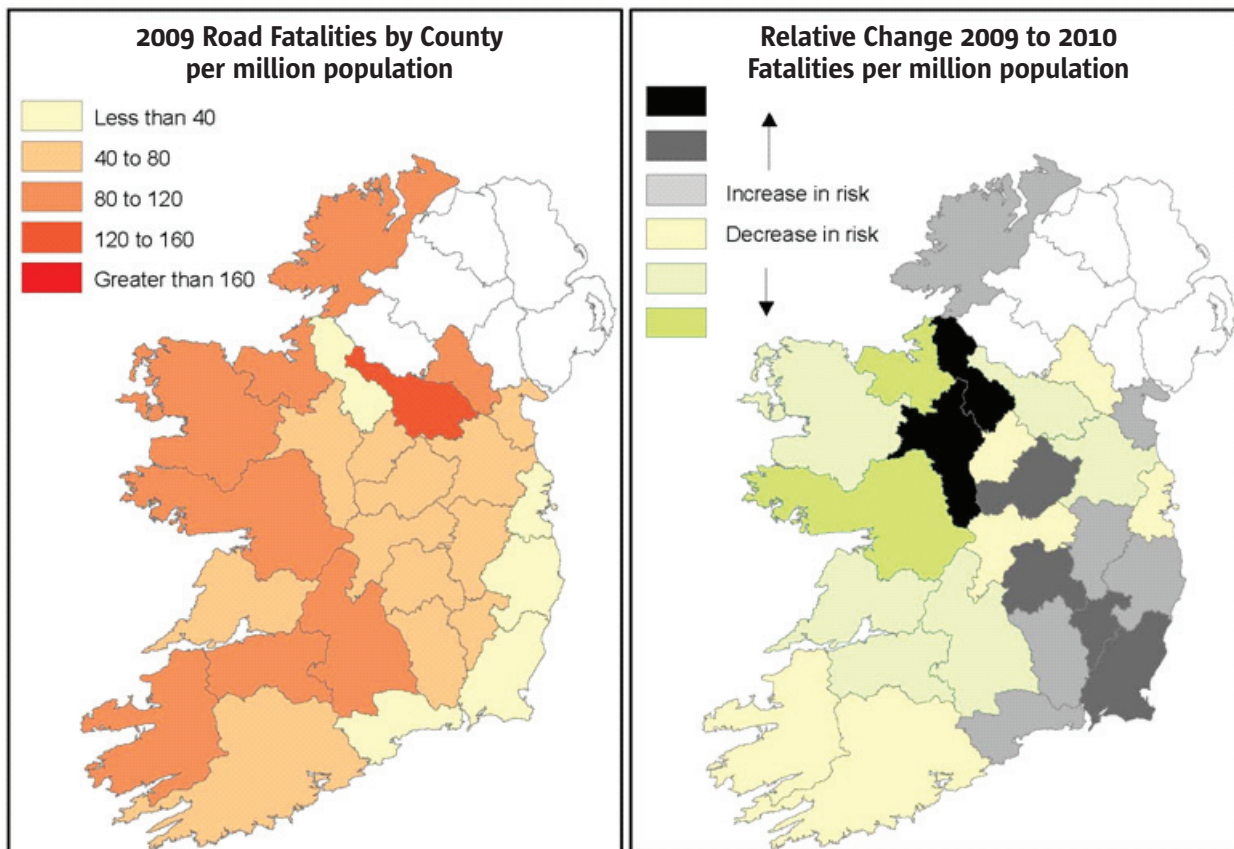 2009 Road Fatalities by County
per million population
Less than 40
40 to 80
80 to 120
120 to 160
Greater than 160
Relative Change 2009 to 2010
Fatalities per million population
Increase in risk
Decrease in risk